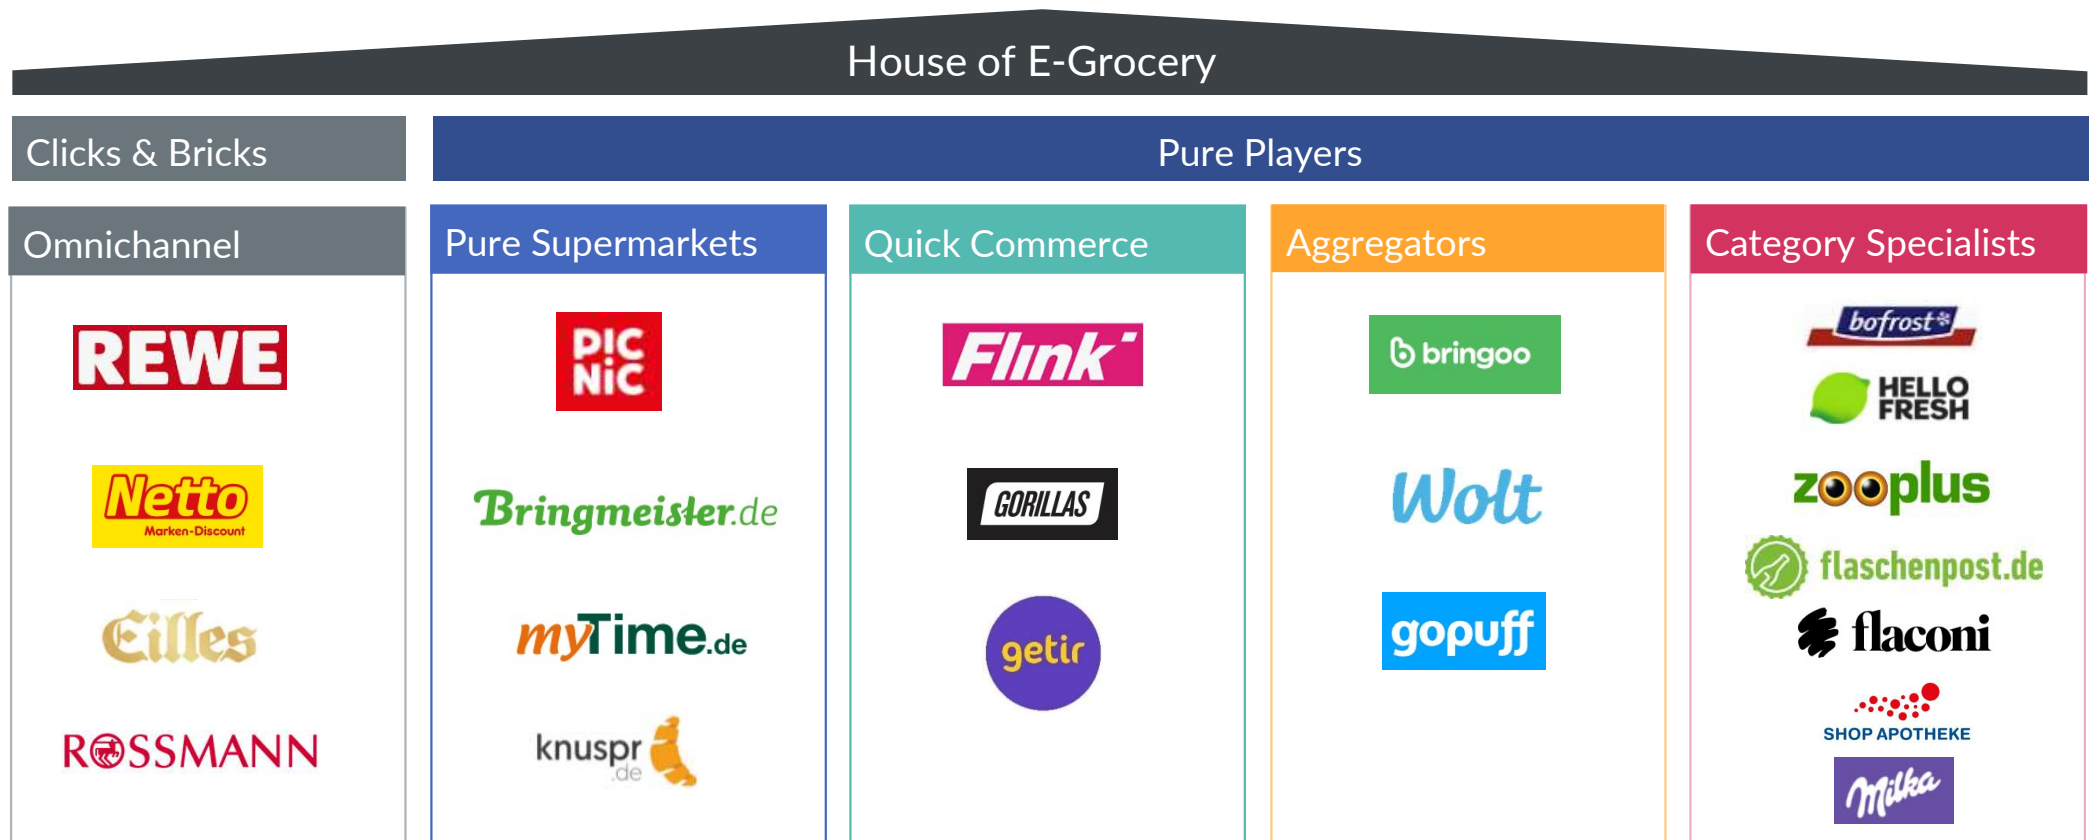 House of E-Grocery
Clicks & Bricks
Pure Players
Omnichannel
REWE
Netto
Marken-Discount
Eilles
ROSSMANN
Pure Supermarkets
PIC
NIC
Bringmeister.de
myTime.de
knuspr
.de
Quick Commerce
Flink
GORILLAS
getir
Aggregators
bringoo
Wolt
gopuff
Category Specialists
bofrost*
HELLO
FRESH
zooplus
flaschenpost.de
flaconi
SHOP APOTHEKE
Milka